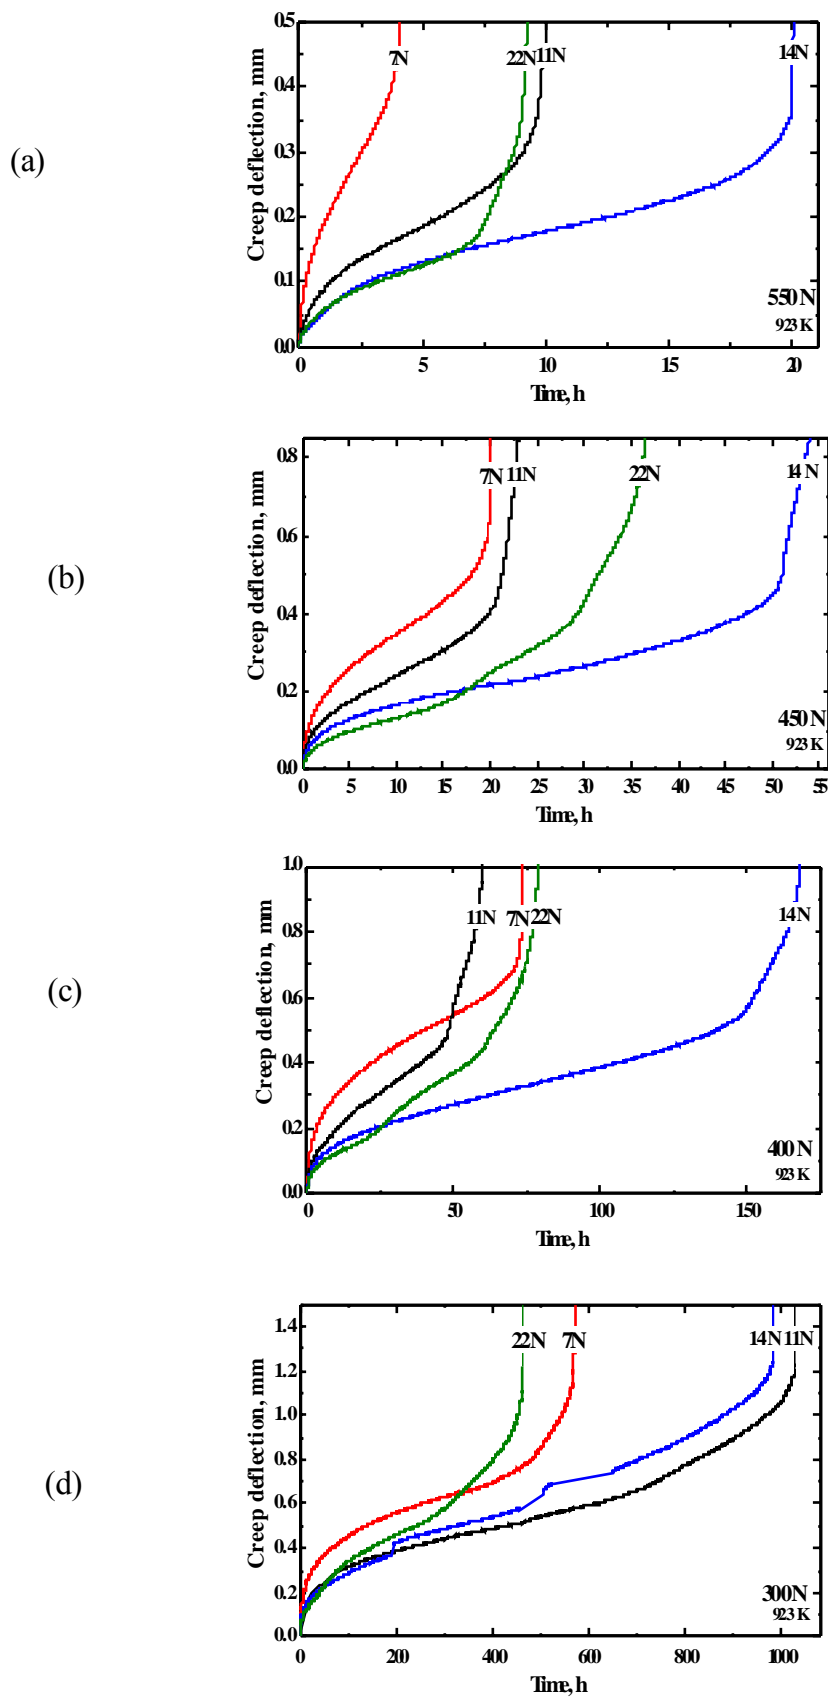 (a)
Creep deflection, mm
0.5
0.4
0.3
0.2
0.1
0.0
7N
22N
11N
14N
550N
923K
0
5
10
15
20
Time, h
(b)
Creep deflection, mm
0.8
0.6
0.4
0.2
0.0
7N
11N
22N
14N
450N
923K
0
5
10
15
20
25
30
35
40
45
50
55
Time, h
(c)
Creep deflection, mm
1.0
0.8
0.6
0.4
0.2
0.0
11N
7N
22N
14N
400N
923K
0
50
100
150
Time, h
(d)
Creep deflection, mm
1.4
1.2
1.0
0.8
0.6
0.4
0.2
0.0
22N
7N
14N
11N
300N
923K
0
200
400
600
800
1000
Time, h